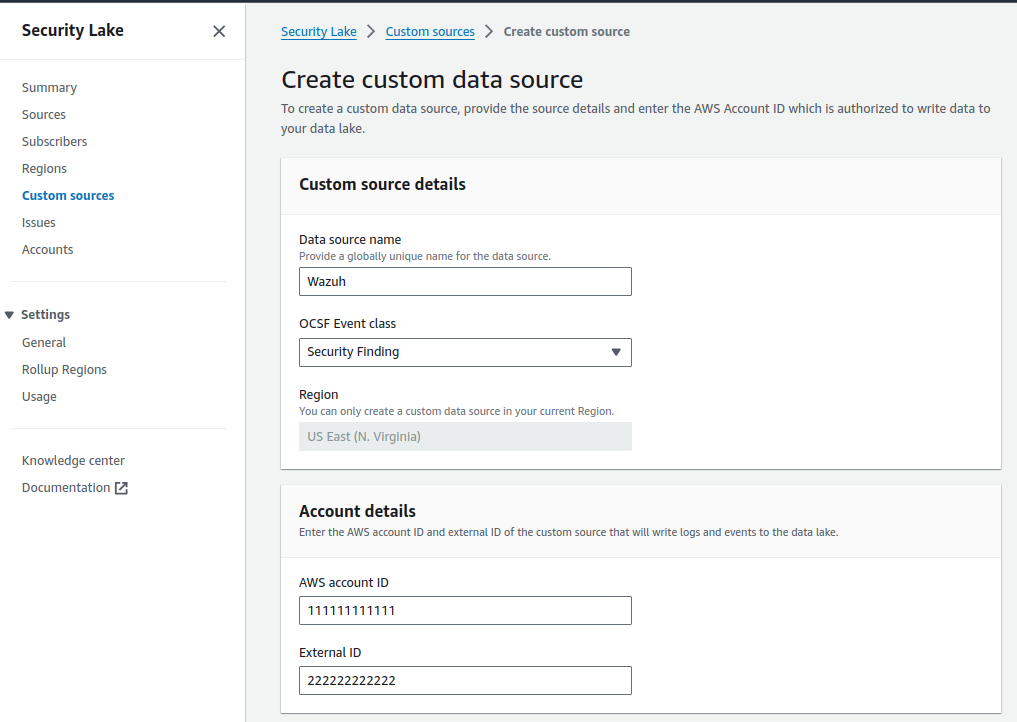 Security Lake
Summary
Sources
Subscribers
Regions
Custom sources
Issues
Accounts
Settings
General
Rollup Regions
Usage
Knowledge center
Documentation
Security Lake > Custom sources > Create custom source
Create custom data source
To create a custom data source, provide the source details and enter the AWS Account ID which is authorized to write data to
your data lake.
Custom source details
Data source name
Provide a globally unique name for the data source.
Wazuh
OCSF Event class
Security Finding
Region
You can only create a custom data source in your current Region.
US East (N. Virginia)
Account details
Enter the AWS account ID and external ID of the custom source that will write logs and events to the data lake.
AWS account ID
111111111111
External ID
222222222222